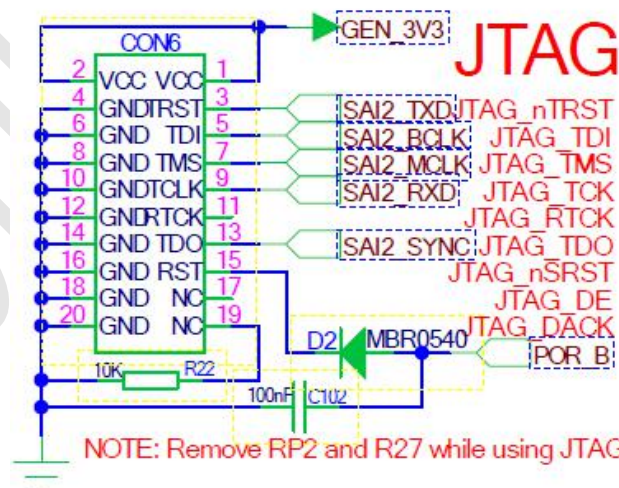 GEN_3V3
JTAG
CON6
2 VCC VCC 1
4 GND TRST 3 SAI2_TXD JTAG_nTRST
6 GND TDI 5 SAI2_BCLK JTAG_TDI
8 GND TMS 7 SAI2_MCLK JTAG_TMS
10 GND TCLK 9 SAI2_RXD JTAG_TCK
12 GND RTCK 11 JTAG_RTCK
14 GND TDO 13 SAI2_SYNC JTAG_TDO
16 GND RST 15 JTAG_nSRST
18 GND NC 17 JTAG_DE
20 GND NC 19 JTAG_DACK
D2 MBR0540 POR_B
10K R22
100nF C102
NOTE: Remove RP2 and R27 while using JTAG